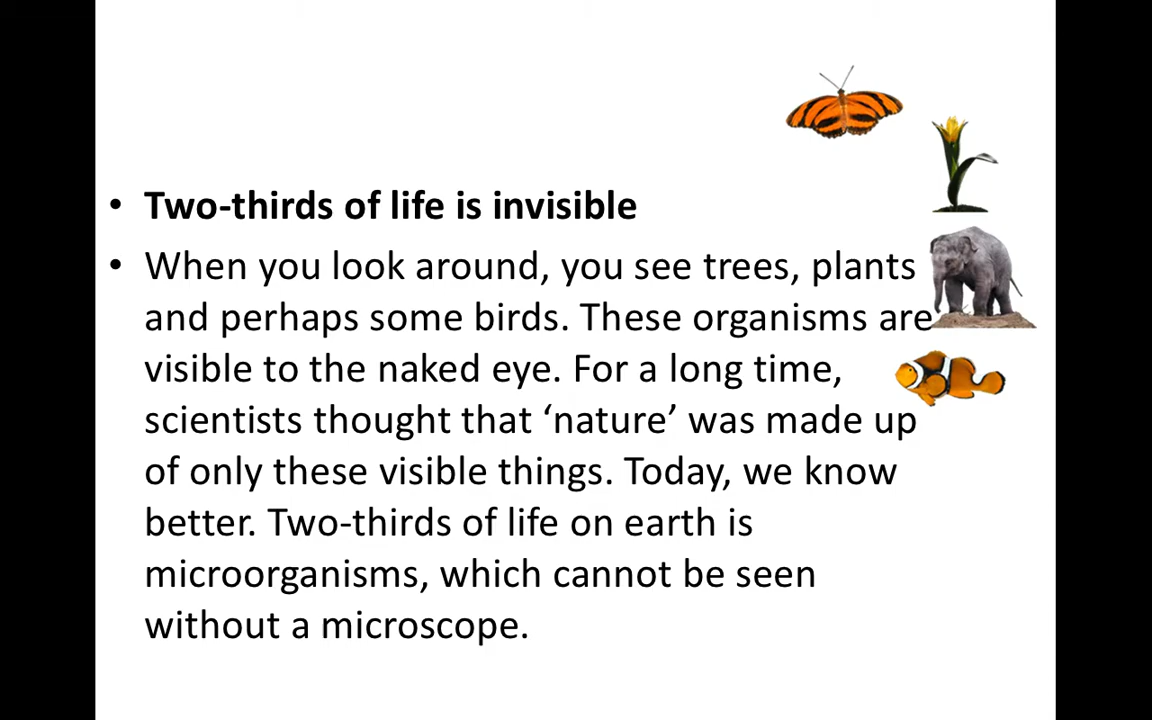 • Two-thirds of life is invisible
• When you look around, you see trees, plants
and perhaps some birds. These organisms are
visible to the naked eye. For a long time,
scientists thought that ‘nature’ was made up
of only these visible things. Today, we know
better. Two-thirds of life on earth is
microorganisms, which cannot be seen
without a microscope.